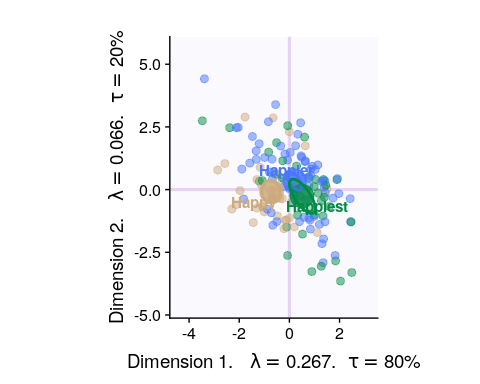 5.0
2.5
0.0
-2.5
-5.0
-4
-2
0
2
Happier
Happy
Happiest
Dimension 2.   λ = 0.066.   τ = 20%
Dimension 1.   λ = 0.267.   τ = 80%